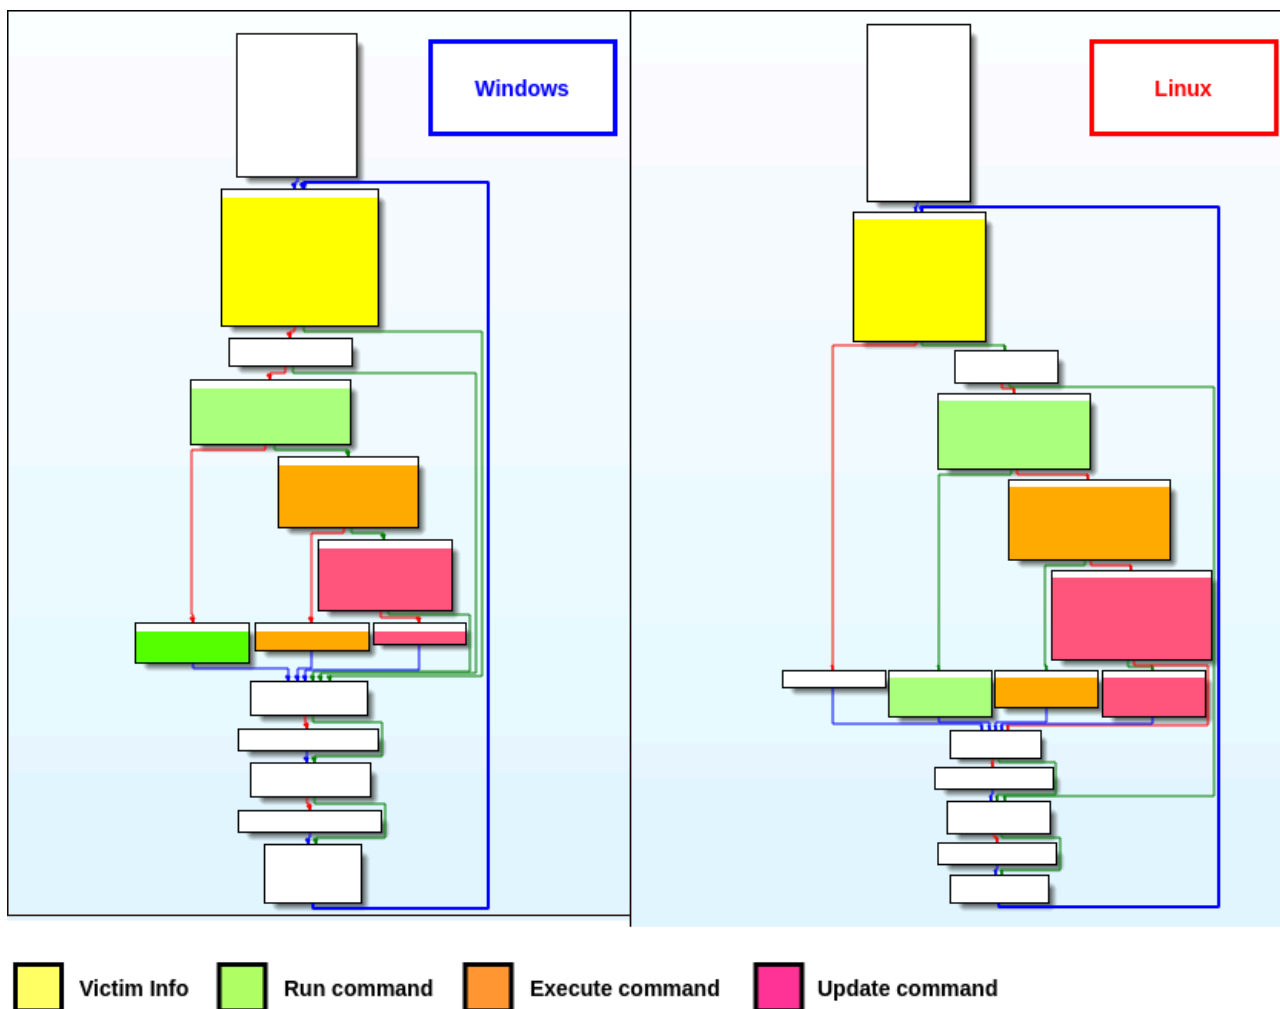 Windows
Linux
Victim Info
Run command
Execute command
Update command